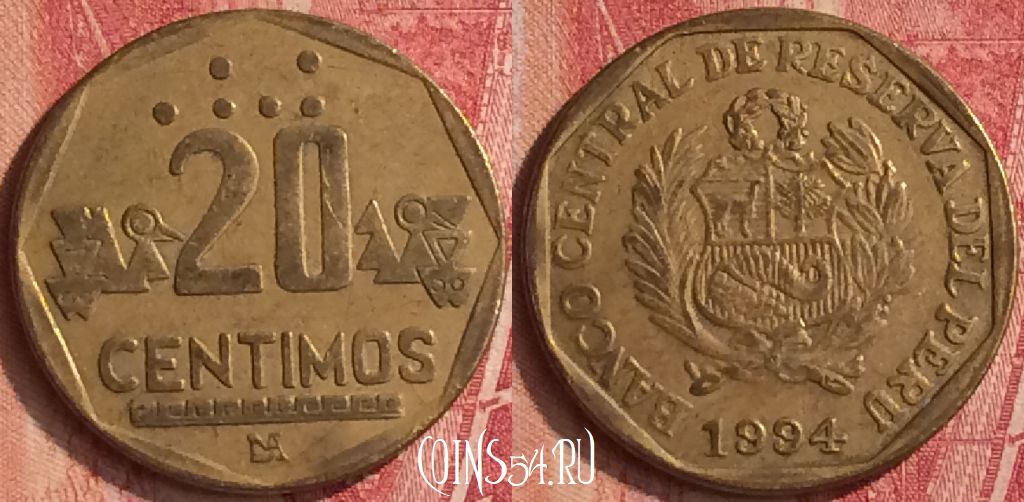 20
CENTIMOS
BANCO CENTRAL DE RESERVA DEL PERU
1994
COINS54.RU